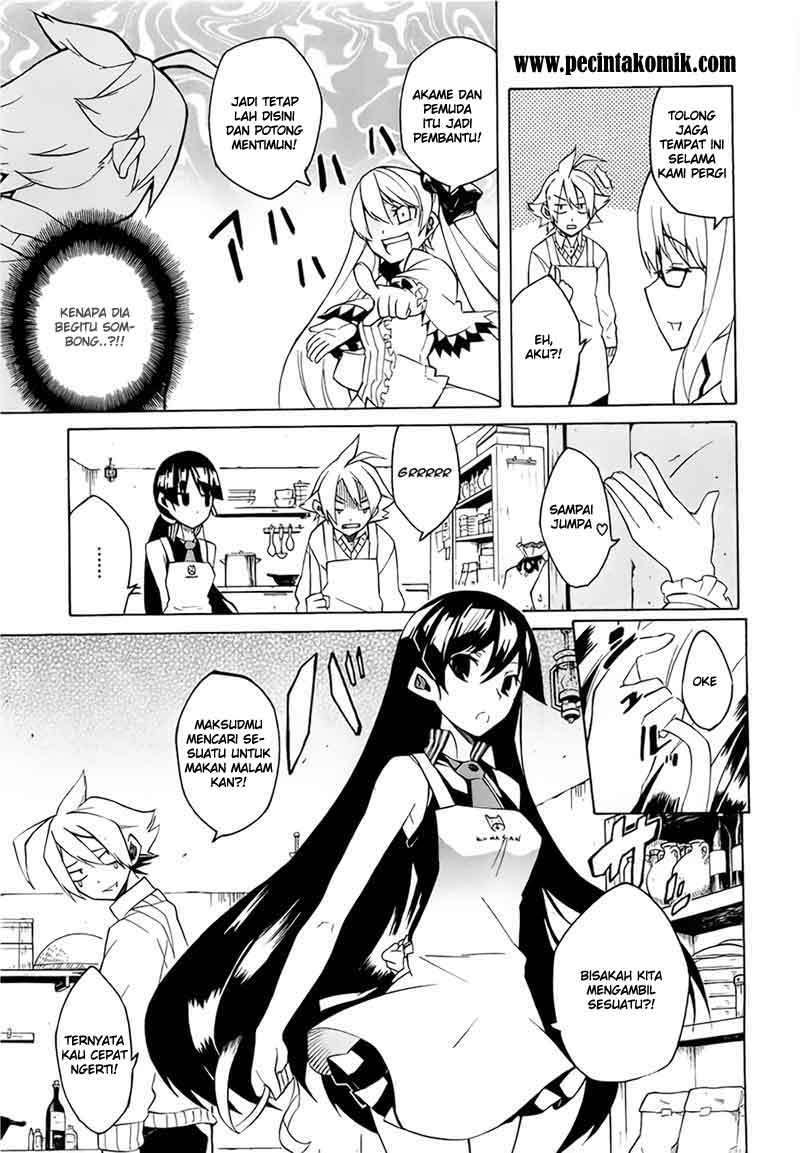 www.pecintakomik.com
TOLONG
JAGA
TEMPAT INI
SELAMA
KAMI PERGI
EH,
AKU?!
AKAME DAN
PEMUDA
ITU JADI
PEMBANTU!
JADI TETAP
LAH DISINI
DAN POTONG
MENTIMUN!
KENAPA DIA
BEGITU SOM-
BONG..?!!
SAMPAI
JUMPA ♡
GRRRRR
......
OKE
MAKSUDMU
MENCARI SE-
SUATU UNTUK
MAKAN MALAM
KAN?!
BISAKAH KITA
MENGAMBIL
SESUATU?!
TERNYATA
KAU CEPAT
NGERTI!